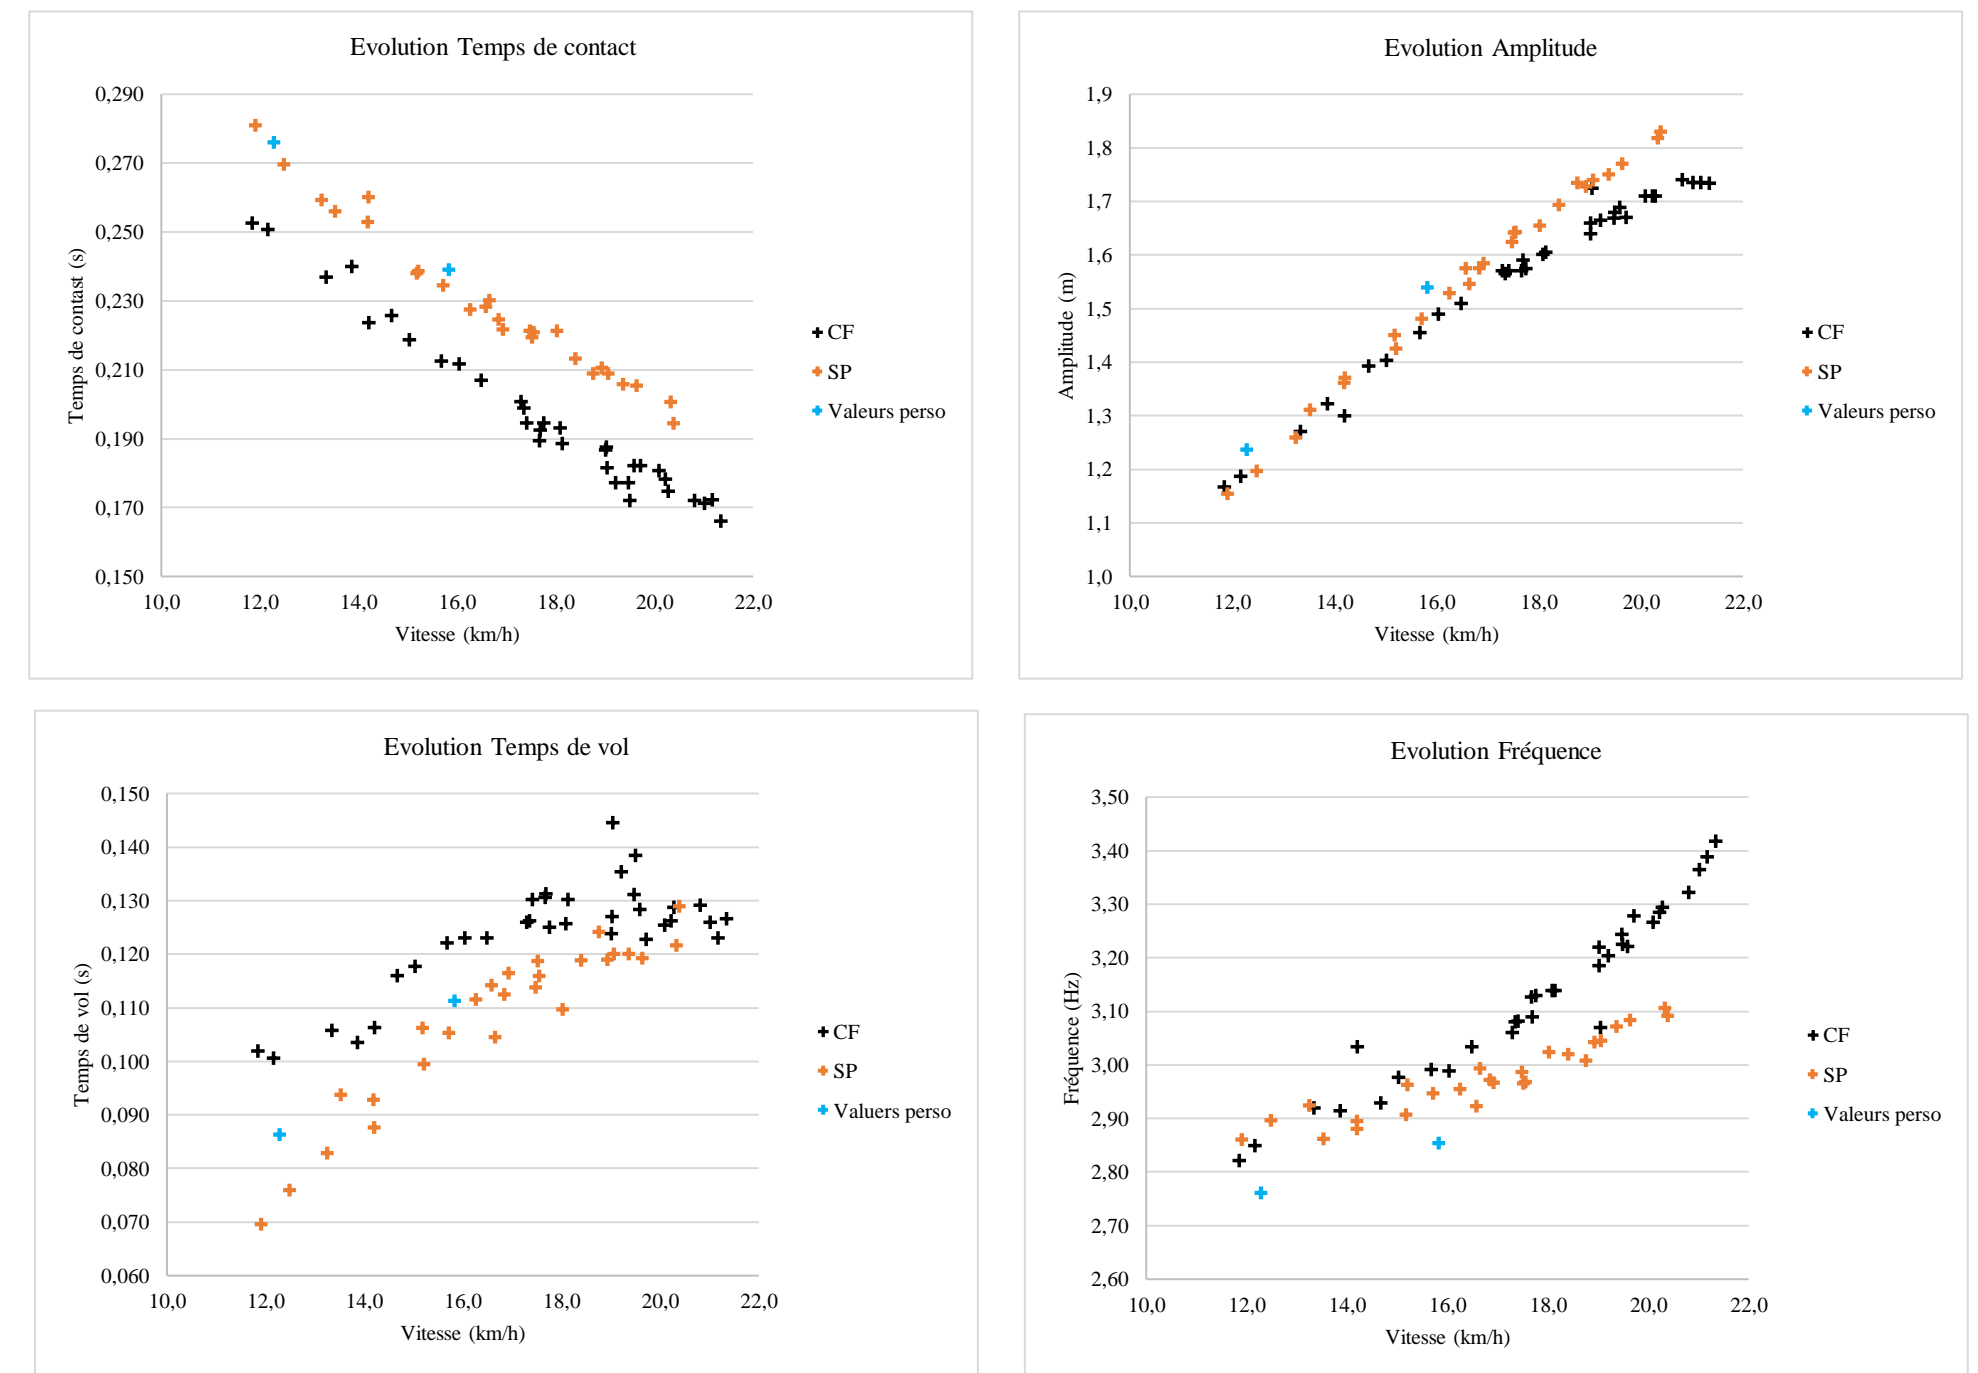 Evolution Temps de contact
0,290
0,270
0,250
0,230
0,210
0,190
0,170
0,150
Temps de contast (s)
10,0 12,0 14,0 16,0 18,0 20,0 22,0
Vitesse (km/h)
CF
SP
Valeurs perso
Evolution Amplitude
1,9
1,8
1,7
1,6
1,5
1,4
1,3
1,2
1,1
1,0
Amplitude (m)
10,0 12,0 14,0 16,0 18,0 20,0 22,0
Vitesse (km/h)
CF
SP
Valeurs perso
Evolution Temps de vol
0,150
0,140
0,130
0,120
0,110
0,100
0,090
0,080
0,070
0,060
Temps de vol (s)
10,0 12,0 14,0 16,0 18,0 20,0 22,0
Vitesse (km/h)
CF
SP
Valuers perso
Evolution Fréquence
3,50
3,40
3,30
3,20
3,10
3,00
2,90
2,80
2,70
2,60
Fréquence (Hz)
10,0 12,0 14,0 16,0 18,0 20,0 22,0
Vitesse (km/h)
CF
SP
Valeurs perso